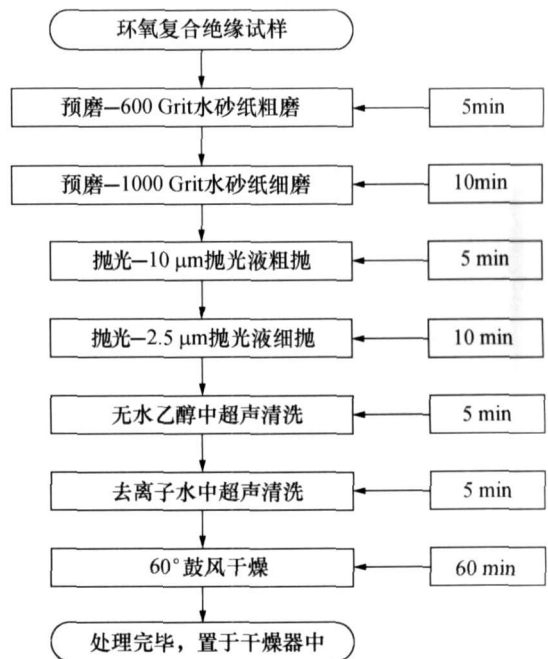 环氧复合绝缘试样
预磨—600 Grit水砂纸粗磨
5min
预磨—1000 Grit水砂纸细磨
10min
抛光—10 μm抛光液粗抛
5 min
抛光—2.5 μm抛光液细抛
10 min
无水乙醇中超声清洗
5 min
去离子水中超声清洗
5 min
60°鼓风干燥
60 min
处理完毕，置于干燥器中